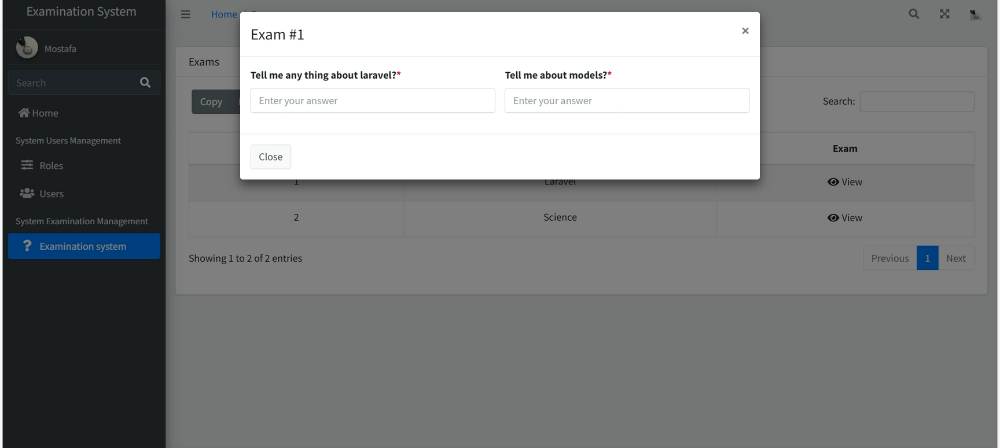 Examination System
Mostafa
Search
Home
System Users Management
Roles
Users
System Examination Management
Examination system
Home /
Exam #1
×
Tell me any thing about laravel?*
Tell me about models?*
Enter your answer
Enter your answer
Close
Exams
Copy
Search:
Exam
1 Laravel View
2 Science View
Showing 1 to 2 of 2 entries
Previous 1 Next